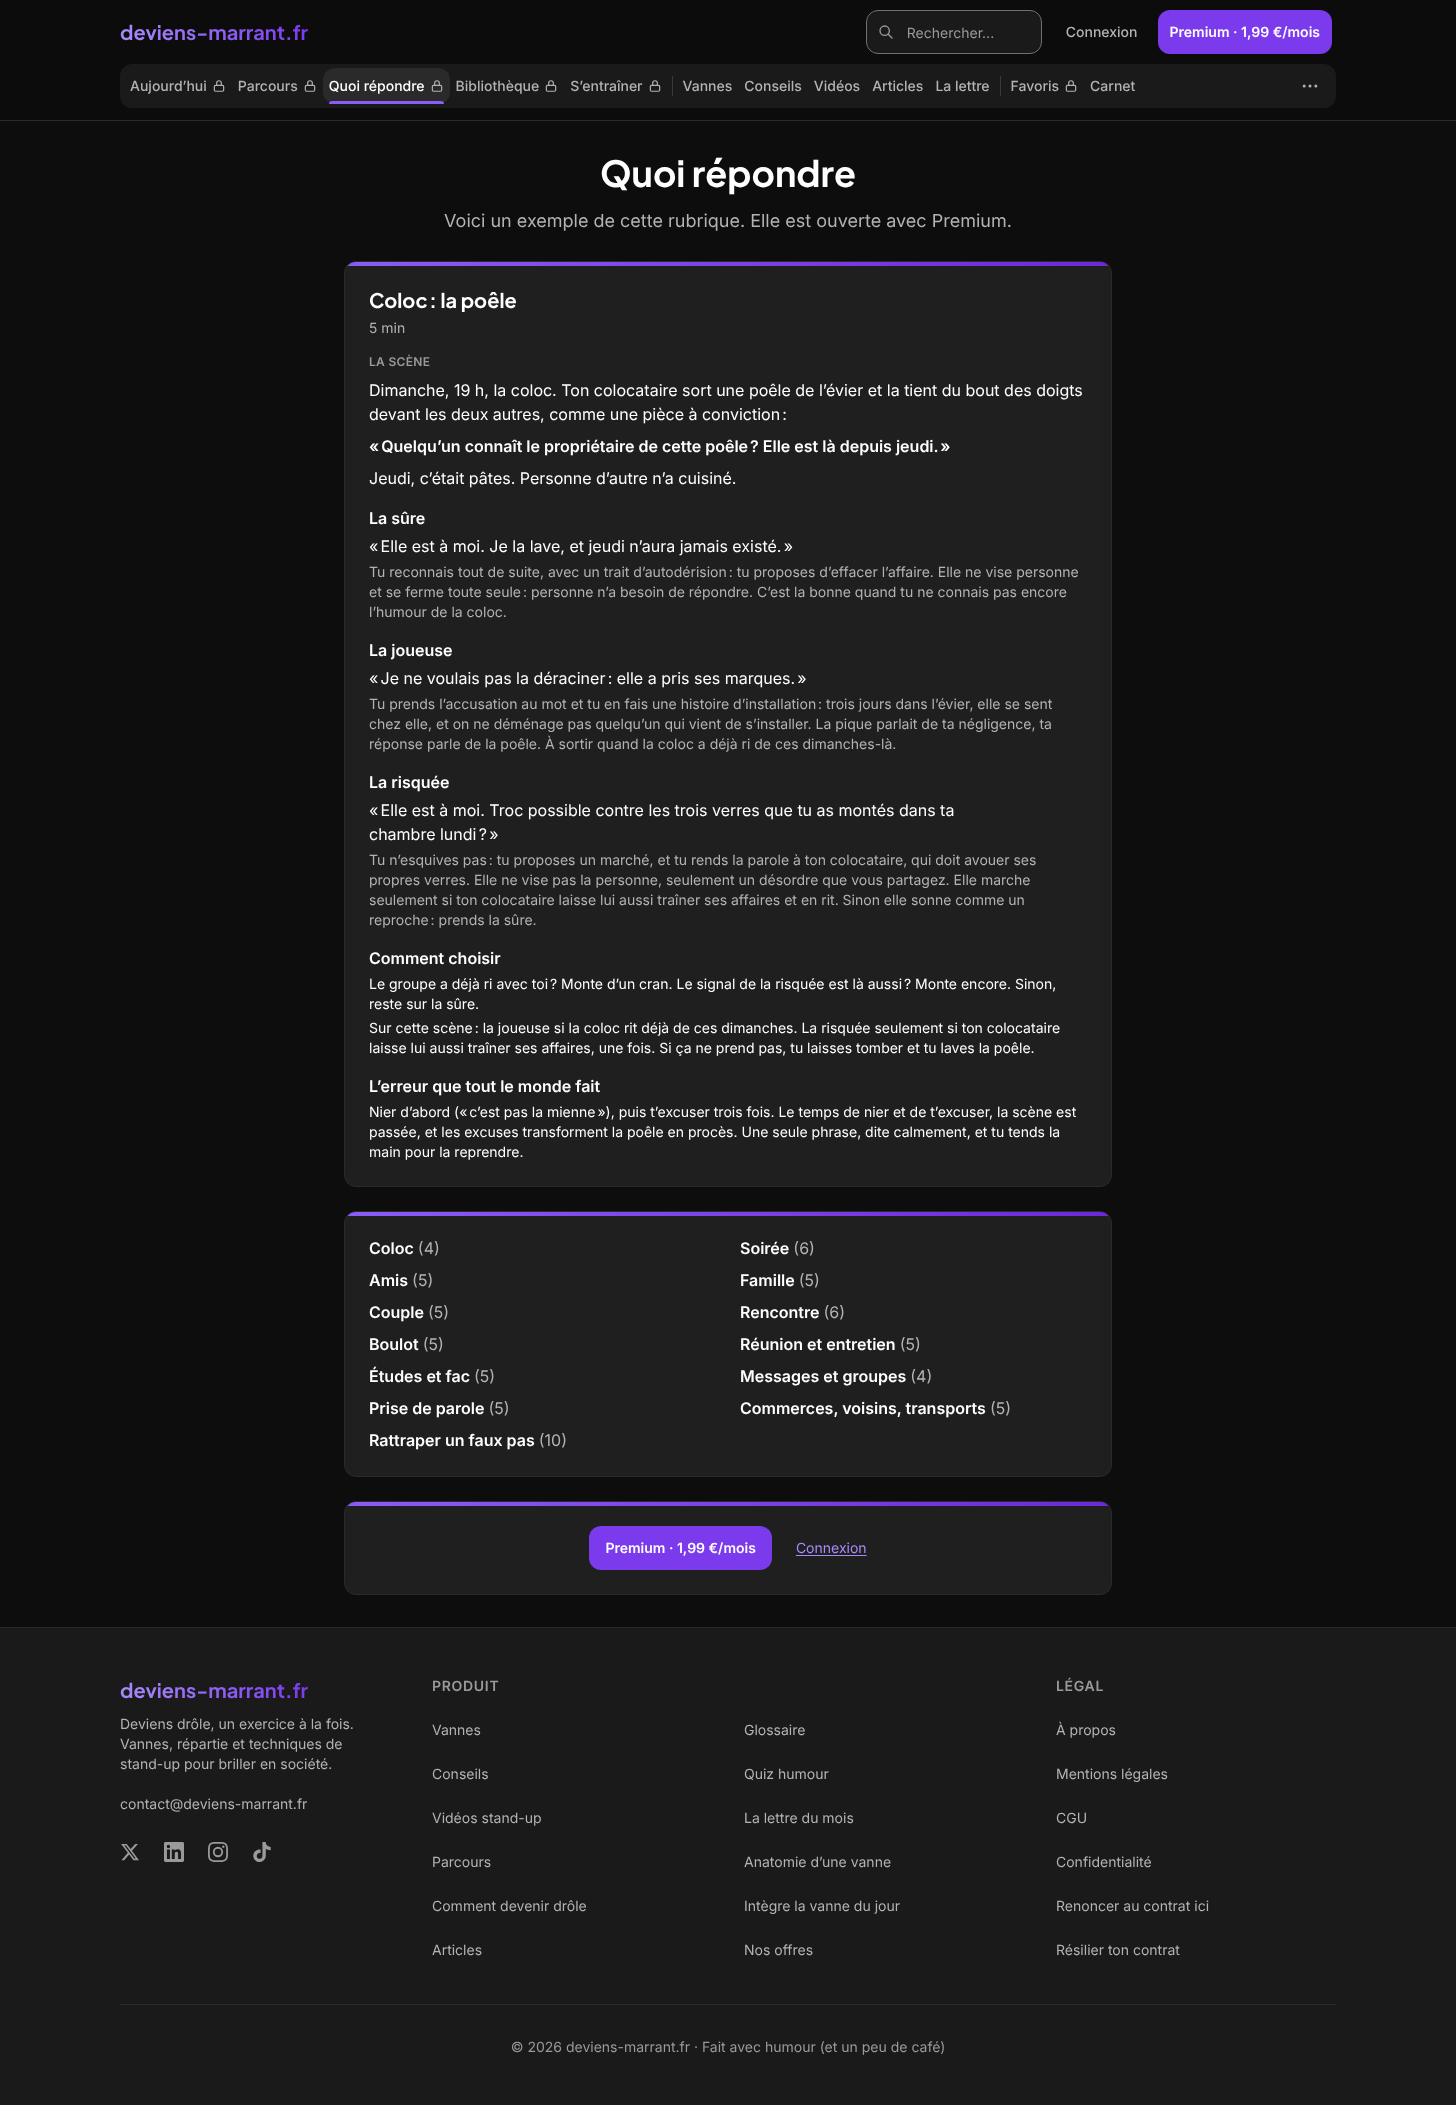 deviens-marrant.fr
Rechercher...
Connexion
Premium · 1,99 €/mois
Aujourd’hui
Parcours
Quoi répondre
Bibliothèque
S’entraîner
Vannes
Conseils
Vidéos
Articles
La lettre
Favoris
Carnet
Quoi répondre
Voici un exemple de cette rubrique. Elle est ouverte avec Premium.
Coloc : la poêle
5 min
LA SCÈNE
Dimanche, 19 h, la coloc. Ton colocataire sort une poêle de l’évier et la tient du bout des doigts
devant les deux autres, comme une pièce à conviction :
« Quelqu’un connaît le propriétaire de cette poêle ? Elle est là depuis jeudi. »
Jeudi, c’était pâtes. Personne d’autre n’a cuisiné.
La sûre
« Elle est à moi. Je la lave, et jeudi n’aura jamais existé. »
Tu reconnais tout de suite, avec un trait d’autodérision : tu proposes d’effacer l’affaire. Elle ne vise personne
et se ferme toute seule : personne n’a besoin de répondre. C’est la bonne quand tu ne connais pas encore
l’humour de la coloc.
La joueuse
« Je ne voulais pas la déraciner : elle a pris ses marques. »
Tu prends l’accusation au mot et tu en fais une histoire d’installation : trois jours dans l’évier, elle se sent
chez elle, et on ne déménage pas quelqu’un qui vient de s’installer. La pique parlait de ta négligence, ta
réponse parle de la poêle. À sortir quand la coloc a déjà ri de ces dimanches-là.
La risquée
« Elle est à moi. Troc possible contre les trois verres que tu as montés dans ta
chambre lundi ? »
Tu n’esquives pas : tu proposes un marché, et tu rends la parole à ton colocataire, qui doit avouer ses
propres verres. Elle ne vise pas la personne, seulement un désordre que vous partagez. Elle marche
seulement si ton colocataire laisse lui aussi traîner ses affaires et en rit. Sinon elle sonne comme un
reproche : prends la sûre.
Comment choisir
Le groupe a déjà ri avec toi ? Monte d’un cran. Le signal de la risquée est là aussi ? Monte encore. Sinon,
reste sur la sûre.
Sur cette scène : la joueuse si la coloc rit déjà de ces dimanches. La risquée seulement si ton colocataire
laisse lui aussi traîner ses affaires, une fois. Si ça ne prend pas, tu laisses tomber et tu laves la poêle.
L’erreur que tout le monde fait
Nier d’abord (« c’est pas la mienne »), puis t’excuser trois fois. Le temps de nier et de t’excuser, la scène est
passée, et les excuses transforment la poêle en procès. Une seule phrase, dite calmement, et tu tends la
main pour la reprendre.
Coloc (4)
Soirée (6)
Amis (5)
Famille (5)
Couple (5)
Rencontre (6)
Boulot (5)
Réunion et entretien (5)
Études et fac (5)
Messages et groupes (4)
Prise de parole (5)
Commerces, voisins, transports (5)
Rattraper un faux pas (10)
Premium · 1,99 €/mois
Connexion
deviens-marrant.fr
Deviens drôle, un exercice à la fois.
Vannes, répartie et techniques de
stand-up pour briller en société.
contact@deviens-marrant.fr
PRODUIT
Vannes
Conseils
Vidéos stand-up
Parcours
Comment devenir drôle
Articles
Glossaire
Quiz humour
La lettre du mois
Anatomie d’une vanne
Intègre la vanne du jour
Nos offres
LÉGAL
À propos
Mentions légales
CGU
Confidentialité
Renoncer au contrat ici
Résilier ton contrat
© 2026 deviens-marrant.fr · Fait avec humour (et un peu de café)